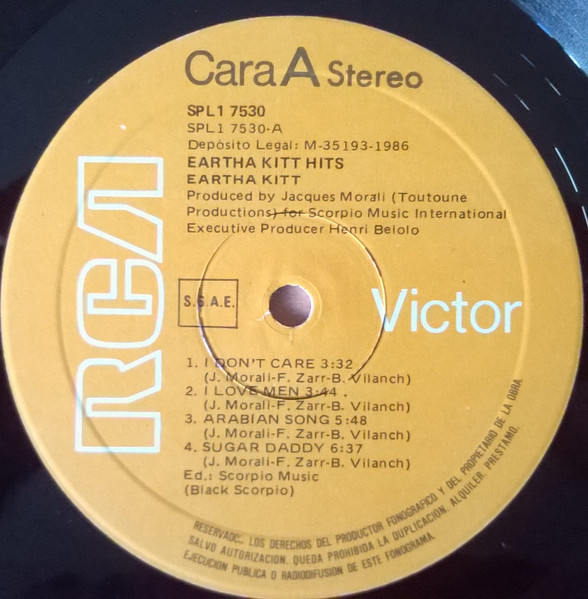 Cara A Stereo
SPL1 7530
SPL1 7530-A
Depósito Legal: M-35193-1986
EARTHA KITT HITS
EARTHA KITT
Produced by Jacques Morali (Toutoune
Productions) for Scorpio Music International
Executive Producer Henri Belolo
RCA
S.G.A.E.
Victor
1. I DON'T CARE 3:32
(J. Morali-F. Zarr-B. Vilanch)
2. I LOVE MEN 3:44 .
(J. Morali-F. Zarr-B. Vilanch)
3. ARABIAN SONG 5:48
(J. Morali-F. Zarr-B. Vilanch)
4. SUGAR DADDY 6:37
(J. Morali-F. Zarr-B. Vilanch)
Ed.: Scorpio Music
(Black Scorpio)
LOS DERECHOS DEL PRODUCTOR FONOGRAFICO Y DEL PROPIETARIO DE LA OBRA.
SALVO AUTORIZACION. QUEDA PROHIBIDA LA DUPLICACION. ALQUILER. PRESTAMO.
EJECUCION PUBLICA O RADIODIFUSION DE ESTE FONOGRAMA.